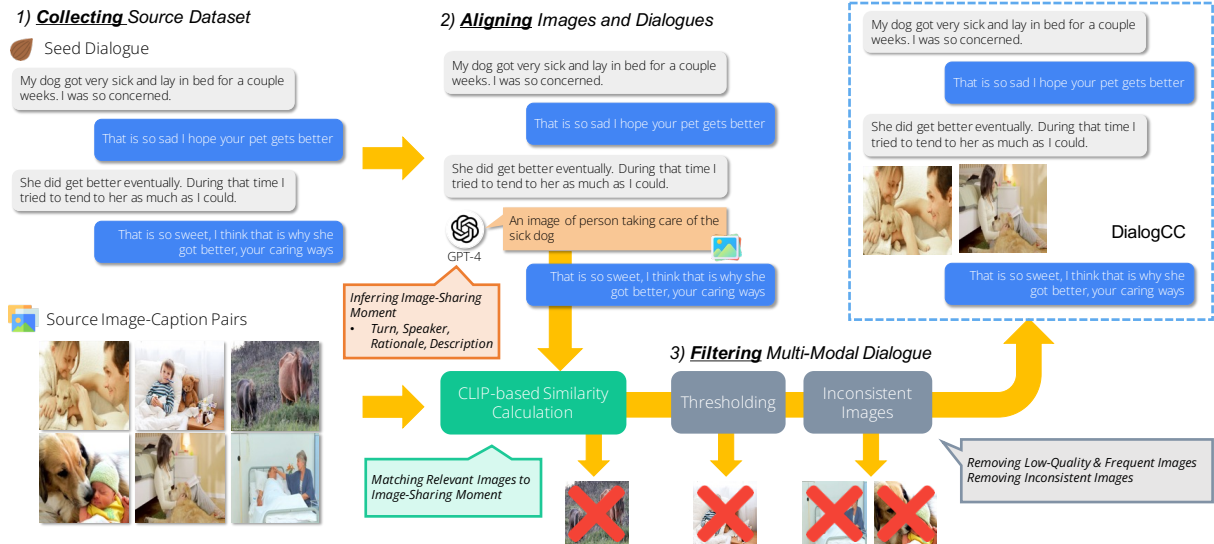 1) Collecting Source Dataset
Seed Dialogue
My dog got very sick and lay in bed for a couple
weeks. I was so concerned.
That is so sad I hope your pet gets better
She did get better eventually. During that time I
tried to tend to her as much as I could.
That is so sweet, I think that is why she
got better, your caring ways
Source Image-Caption Pairs
2) Aligning Images and Dialogues
My dog got very sick and lay in bed for a couple
weeks. I was so concerned.
That is so sad I hope your pet gets better
She did get better eventually. During that time I
tried to tend to her as much as I could.
An image of person taking care of the
sick dog
GPT-4
That is so sweet, I think that is why she
got better, your caring ways
Inferring Image-Sharing
Moment
• Turn, Speaker,
Rationale, Description
3) Filtering Multi-Modal Dialogue
CLIP-based Similarity
Calculation
Thresholding
Inconsistent
Images
Matching Relevant Images to
Image-Sharing Moment
Removing Low-Quality & Frequent Images
Removing Inconsistent Images
My dog got very sick and lay in bed for a couple
weeks. I was so concerned.
That is so sad I hope your pet gets better
She did get better eventually. During that time I
tried to tend to her as much as I could.
DialogCC
That is so sweet, I think that is why she
got better, your caring ways